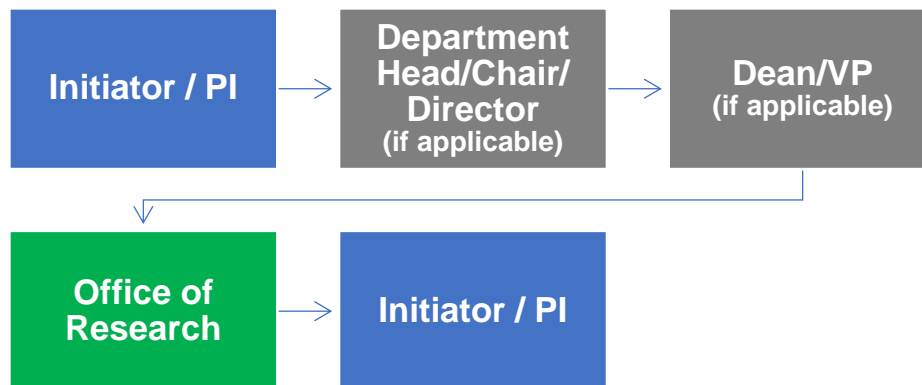 Initiator / PI
Department
Head/Chair/
Director
(if applicable)
Dean/VP
(if applicable)
Office of
Research
Initiator / PI